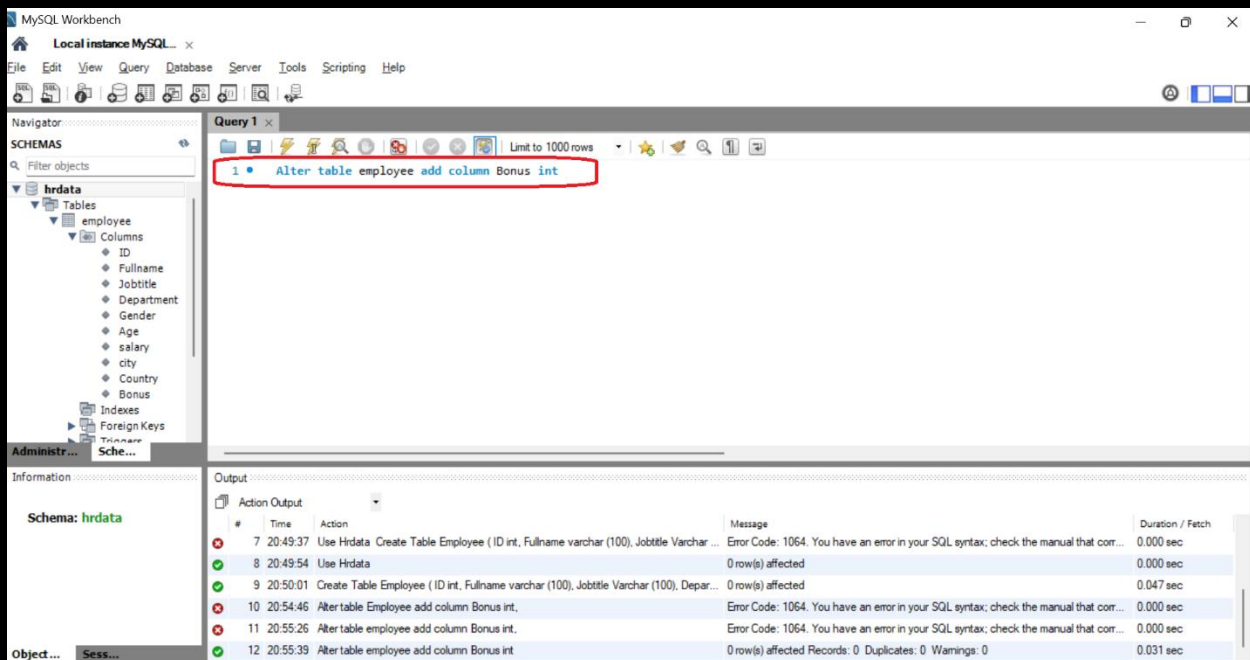 MySQL Workbench
Local instance MySQL...
File Edit View Query Database Server Tools Scripting Help
Navigator
SCHEMAS
Filter objects
hrdata
Tables
employee
Columns
ID
Fullname
Jobtitle
Department
Gender
Age
salary
city
Country
Bonus
Indexes
Foreign Keys
Triggers
Administr... Sche...
Information
Schema: hrdata
Object... Sess...
Query 1
Limit to 1000 rows
1 Alter table employee add column Bonus int
Output
Action Output
# Time Action Message Duration / Fetch
7 20:49:37 Use Hrdata Create Table Employee ( ID int, Fullname varchar (100), Jobtitle Varchar ... Error Code: 1064. You have an error in your SQL syntax; check the manual that corr... 0.000 sec
8 20:49:54 Use Hrdata 0 row(s) affected 0.000 sec
9 20:50:01 Create Table Employee ( ID int, Fullname varchar (100), Jobtitle Varchar (100), Depar... 0 row(s) affected 0.047 sec
10 20:54:46 Alter table Employee add column Bonus int, Error Code: 1064. You have an error in your SQL syntax; check the manual that corr... 0.000 sec
11 20:55:26 Alter table employee add column Bonus int, Error Code: 1064. You have an error in your SQL syntax; check the manual that corr... 0.000 sec
12 20:55:39 Alter table employee add column Bonus int 0 row(s) affected Records: 0 Duplicates: 0 Warnings: 0 0.031 sec